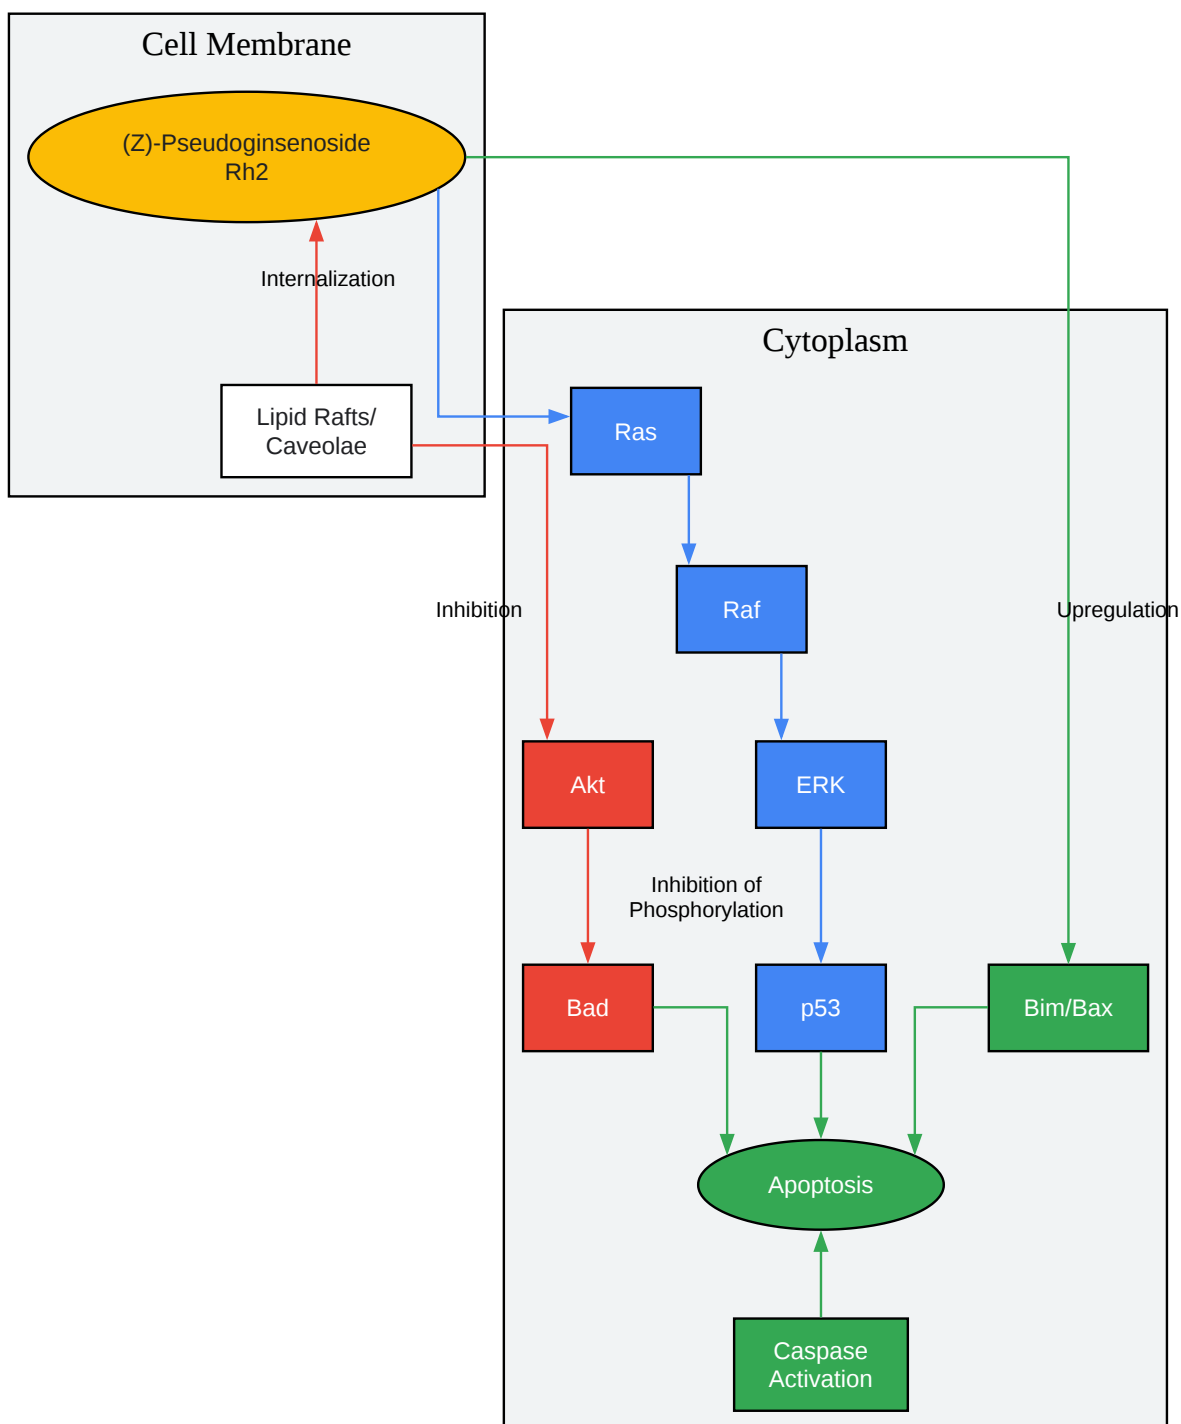 Cell Membrane
(Z)-Pseudoginsenoside
Rh2
Internalization
Cytoplasm
Lipid Rafts/
Caveolae
Ras
Raf
Inhibition
Upregulation
Akt
ERK
Inhibition of
Phosphorylation
Bad
p53
Bim/Bax
Apoptosis
Caspase
Activation